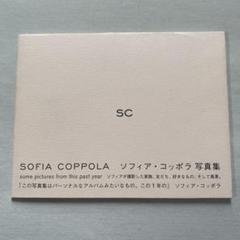 SC
SOFIA COPPOLA ソフィア・コッポラ 写真集
some pictures from this past year ソフィアが撮影した家族、友だち、好きなもの、そして風景。
「この写真集はパーソナルなアルバムみたいなもの。この1年の」 ソフィア・コッポラ